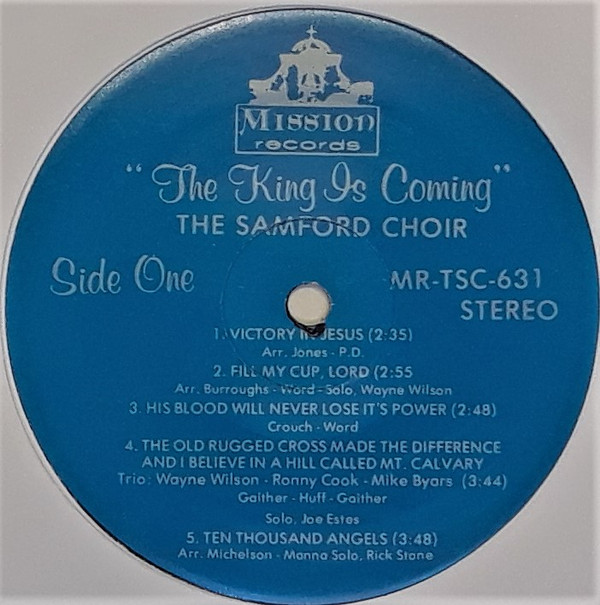 Mission
records
"The King Is Coming"
THE SAMFORD CHOIR
Side One
MR-TSC-631
STEREO
1. VICTORY IN JESUS (2:35)
Arr. Jones - P.D.
2. FILL MY CUP, LORD (2:55
Arr. Burroughs - Word - Solo, Wayne Wilson
3. HIS BLOOD WILL NEVER LOSE IT'S POWER (2:48)
Crouch - Word
4. THE OLD RUGGED CROSS MADE THE DIFFERENCE
AND I BELIEVE IN A HILL CALLED MT. CALVARY
Trio: Wayne Wilson - Ronny Cook - Mike Byars (3:44)
Gaither - Huff - Gaither
Solo, Joe Estes
5. TEN THOUSAND ANGELS (3:48)
Arr. Michelson - Manna Solo, Rick Stone